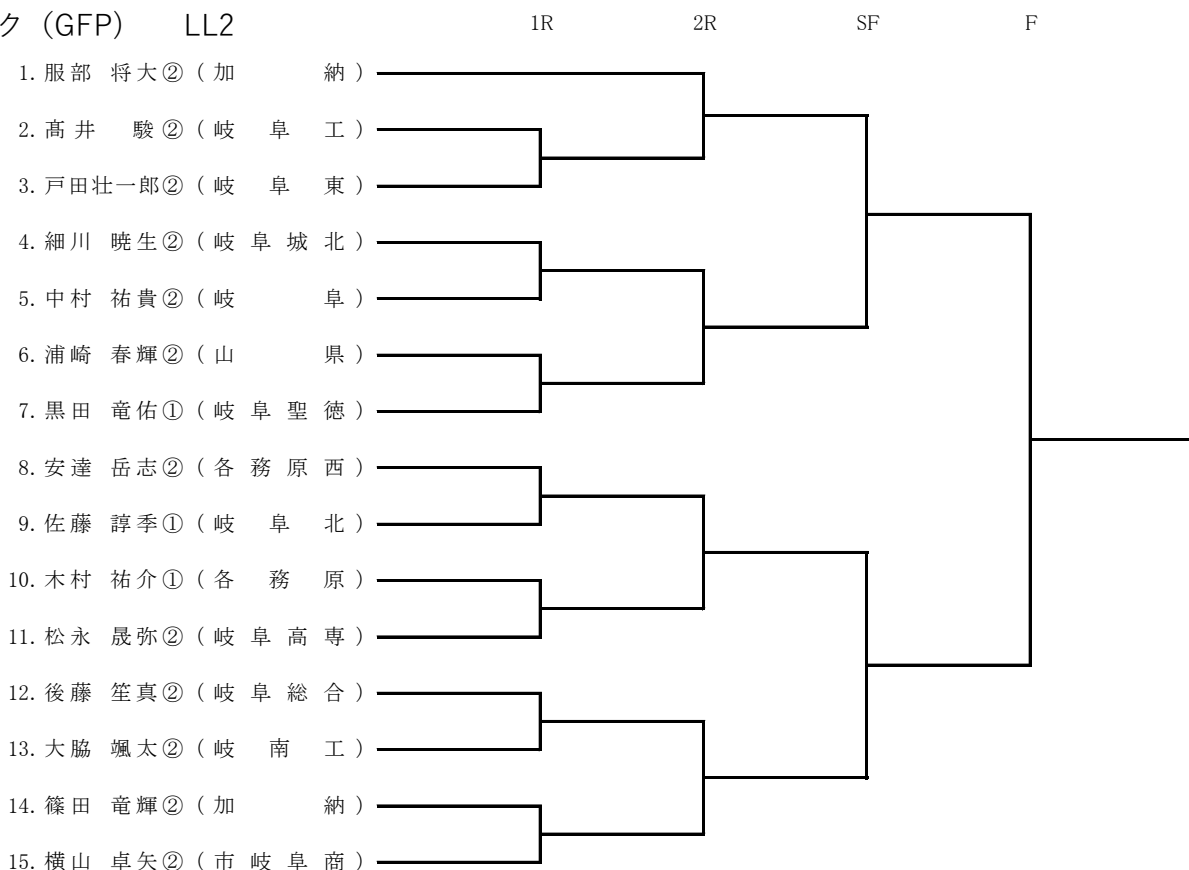 ク (GFP) LL2 1R 2R SF F
1. 服部 将大② ( 加 納 )
2. 髙井 駿② ( 岐 阜 工 )
3. 戸田壮一郎② ( 岐 阜 東 )
4. 細川 暁生② ( 岐 阜 城 北 )
5. 中村 祐貴② ( 岐 阜 )
6. 浦崎 春輝② ( 山 県 )
7. 黒田 竜佑① ( 岐 阜 聖 徳 )
8. 安達 岳志② ( 各 務 原 西 )
9. 佐藤 諄季① ( 岐 阜 北 )
10. 木村 祐介① ( 各 務 原 )
11. 松永 晟弥② ( 岐 阜 高 専 )
12. 後藤 笙真② ( 岐 阜 総 合 )
13. 大脇 颯太② ( 岐 南 工 )
14. 篠田 竜輝② ( 加 納 )
15. 横山 卓矢② ( 市 岐 阜 商 )